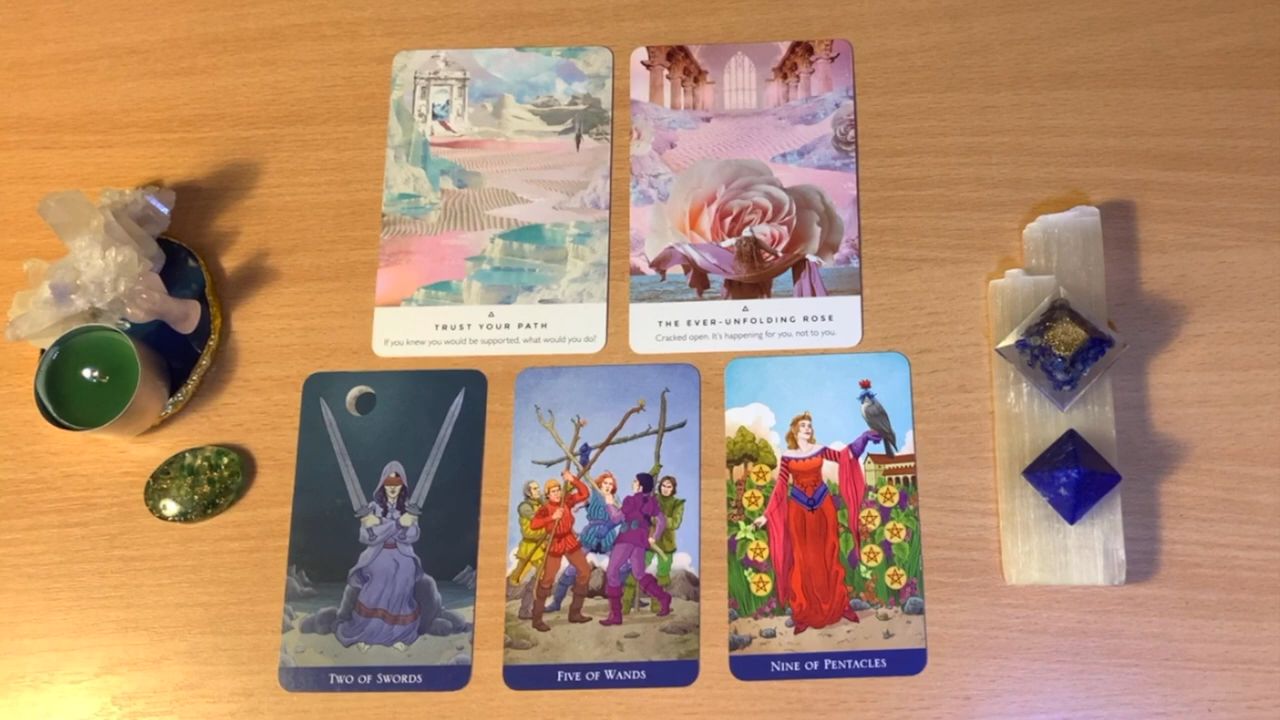 TRUST YOUR PATH
If you knew you would be supported, what would you do?
THE EVER-UNFOLDING ROSE
Cracked open. It's happening for you, not to you.
TWO OF SWORDS
FIVE OF WANDS
NINE OF PENTACLES